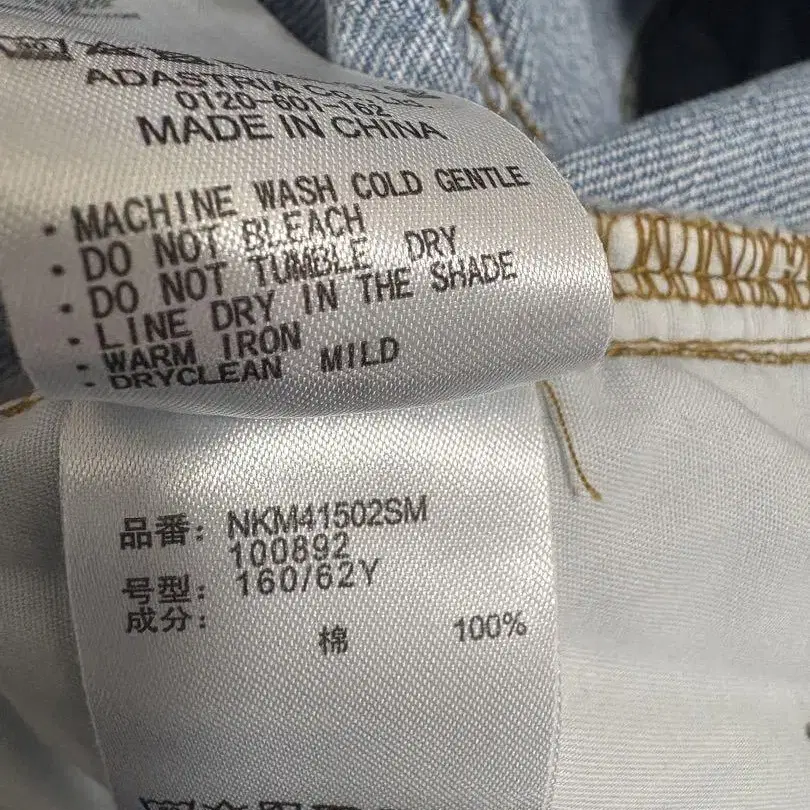 ADASTRIA CO.,Ltd.
0120-601-162
MADE IN CHINA
・MACHINE WASH COLD GENTLE
・DO NOT BLEACH
・DO NOT TUMBLE DRY
・LINE DRY IN THE SHADE
・WARM IRON
・DRYCLEAN MILD
品番: NKM41502SM
100892
号型: 160/62Y
成分:
棉 100%